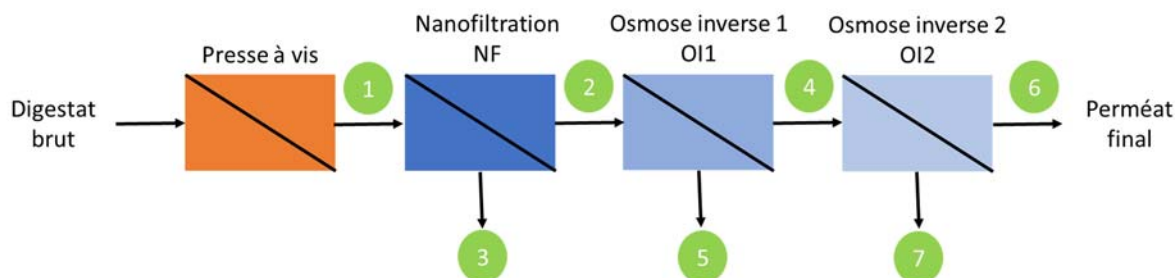 Nanofiltration
NF
Osmose inverse 1
OI1
Osmose inverse 2
OI2
Presse à vis
Digestat
brut
1
2
4
6
Perméat
final
3
5
7